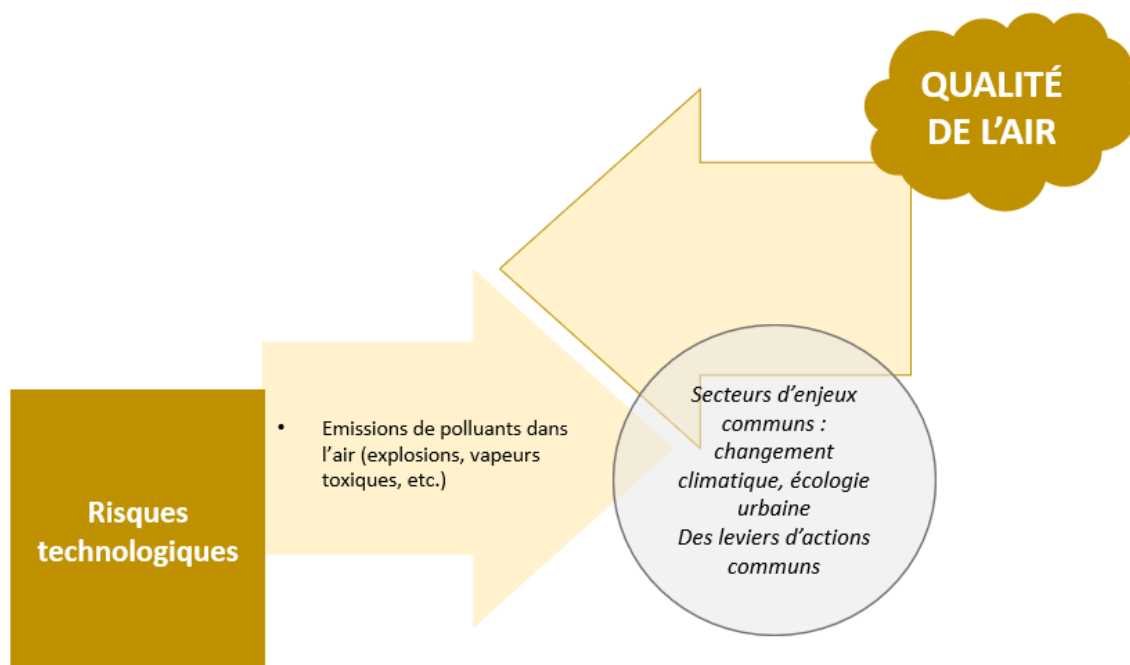 QUALITÉ
DE L'AIR
• Emissions de polluants dans
l'air (explosions, vapeurs
toxiques, etc.)
Risques
technologiques
Secteurs d'enjeux
communs :
changement
climatique, écologie
urbaine
Des leviers d'actions
communs